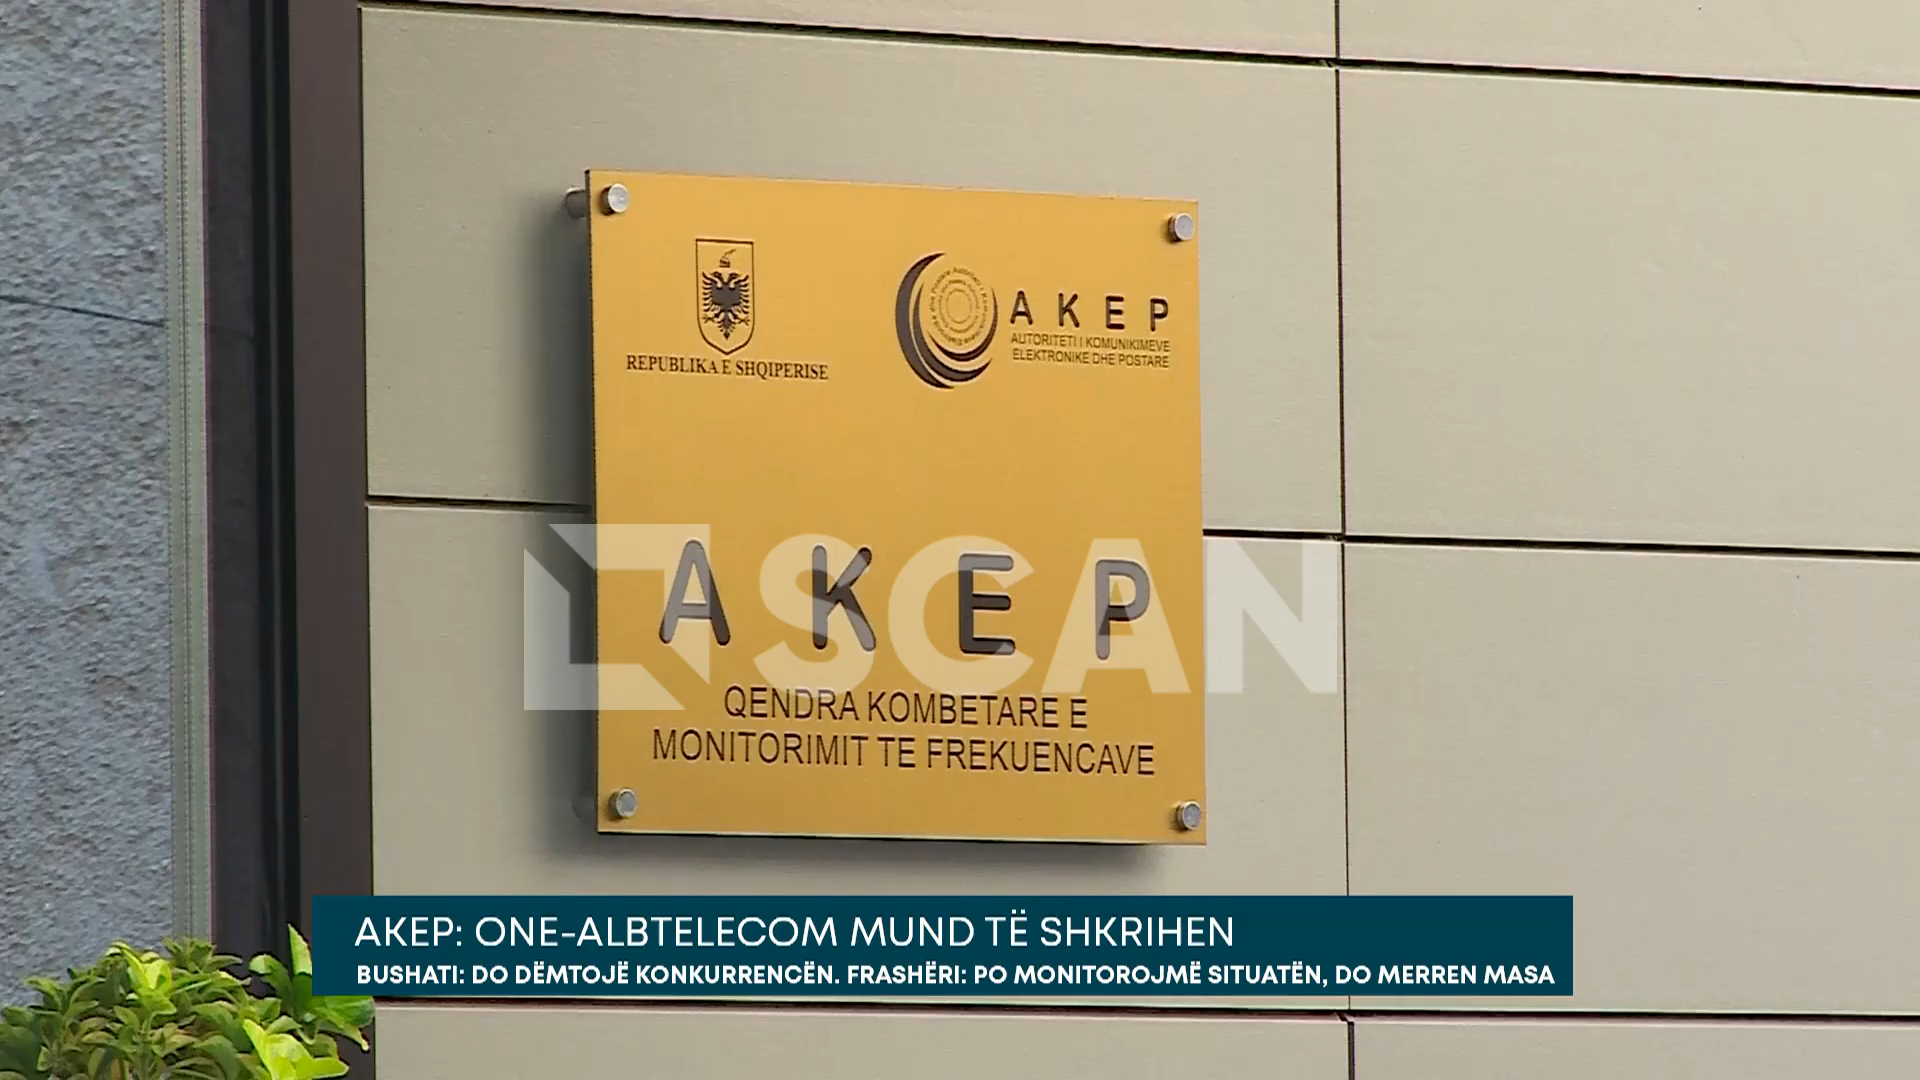 REPUBLIKA E SHQIPERISE
AKEP
AUTORITETI I KOMUNIKIMEVE
ELEKTRONIKE DHE POSTARE
AKEP
SCAN
QENDRA KOMBETARE E
MONITORIMIT TE FREKUENCAVE
AKEP: ONE-ALBTELECOM MUND TË SHKRIHEN
BUSHATI: DO DËMTOJË KONKURRENCËN. FRASHËRI: PO MONITOROJMË SITUATËN, DO MERREN MASA